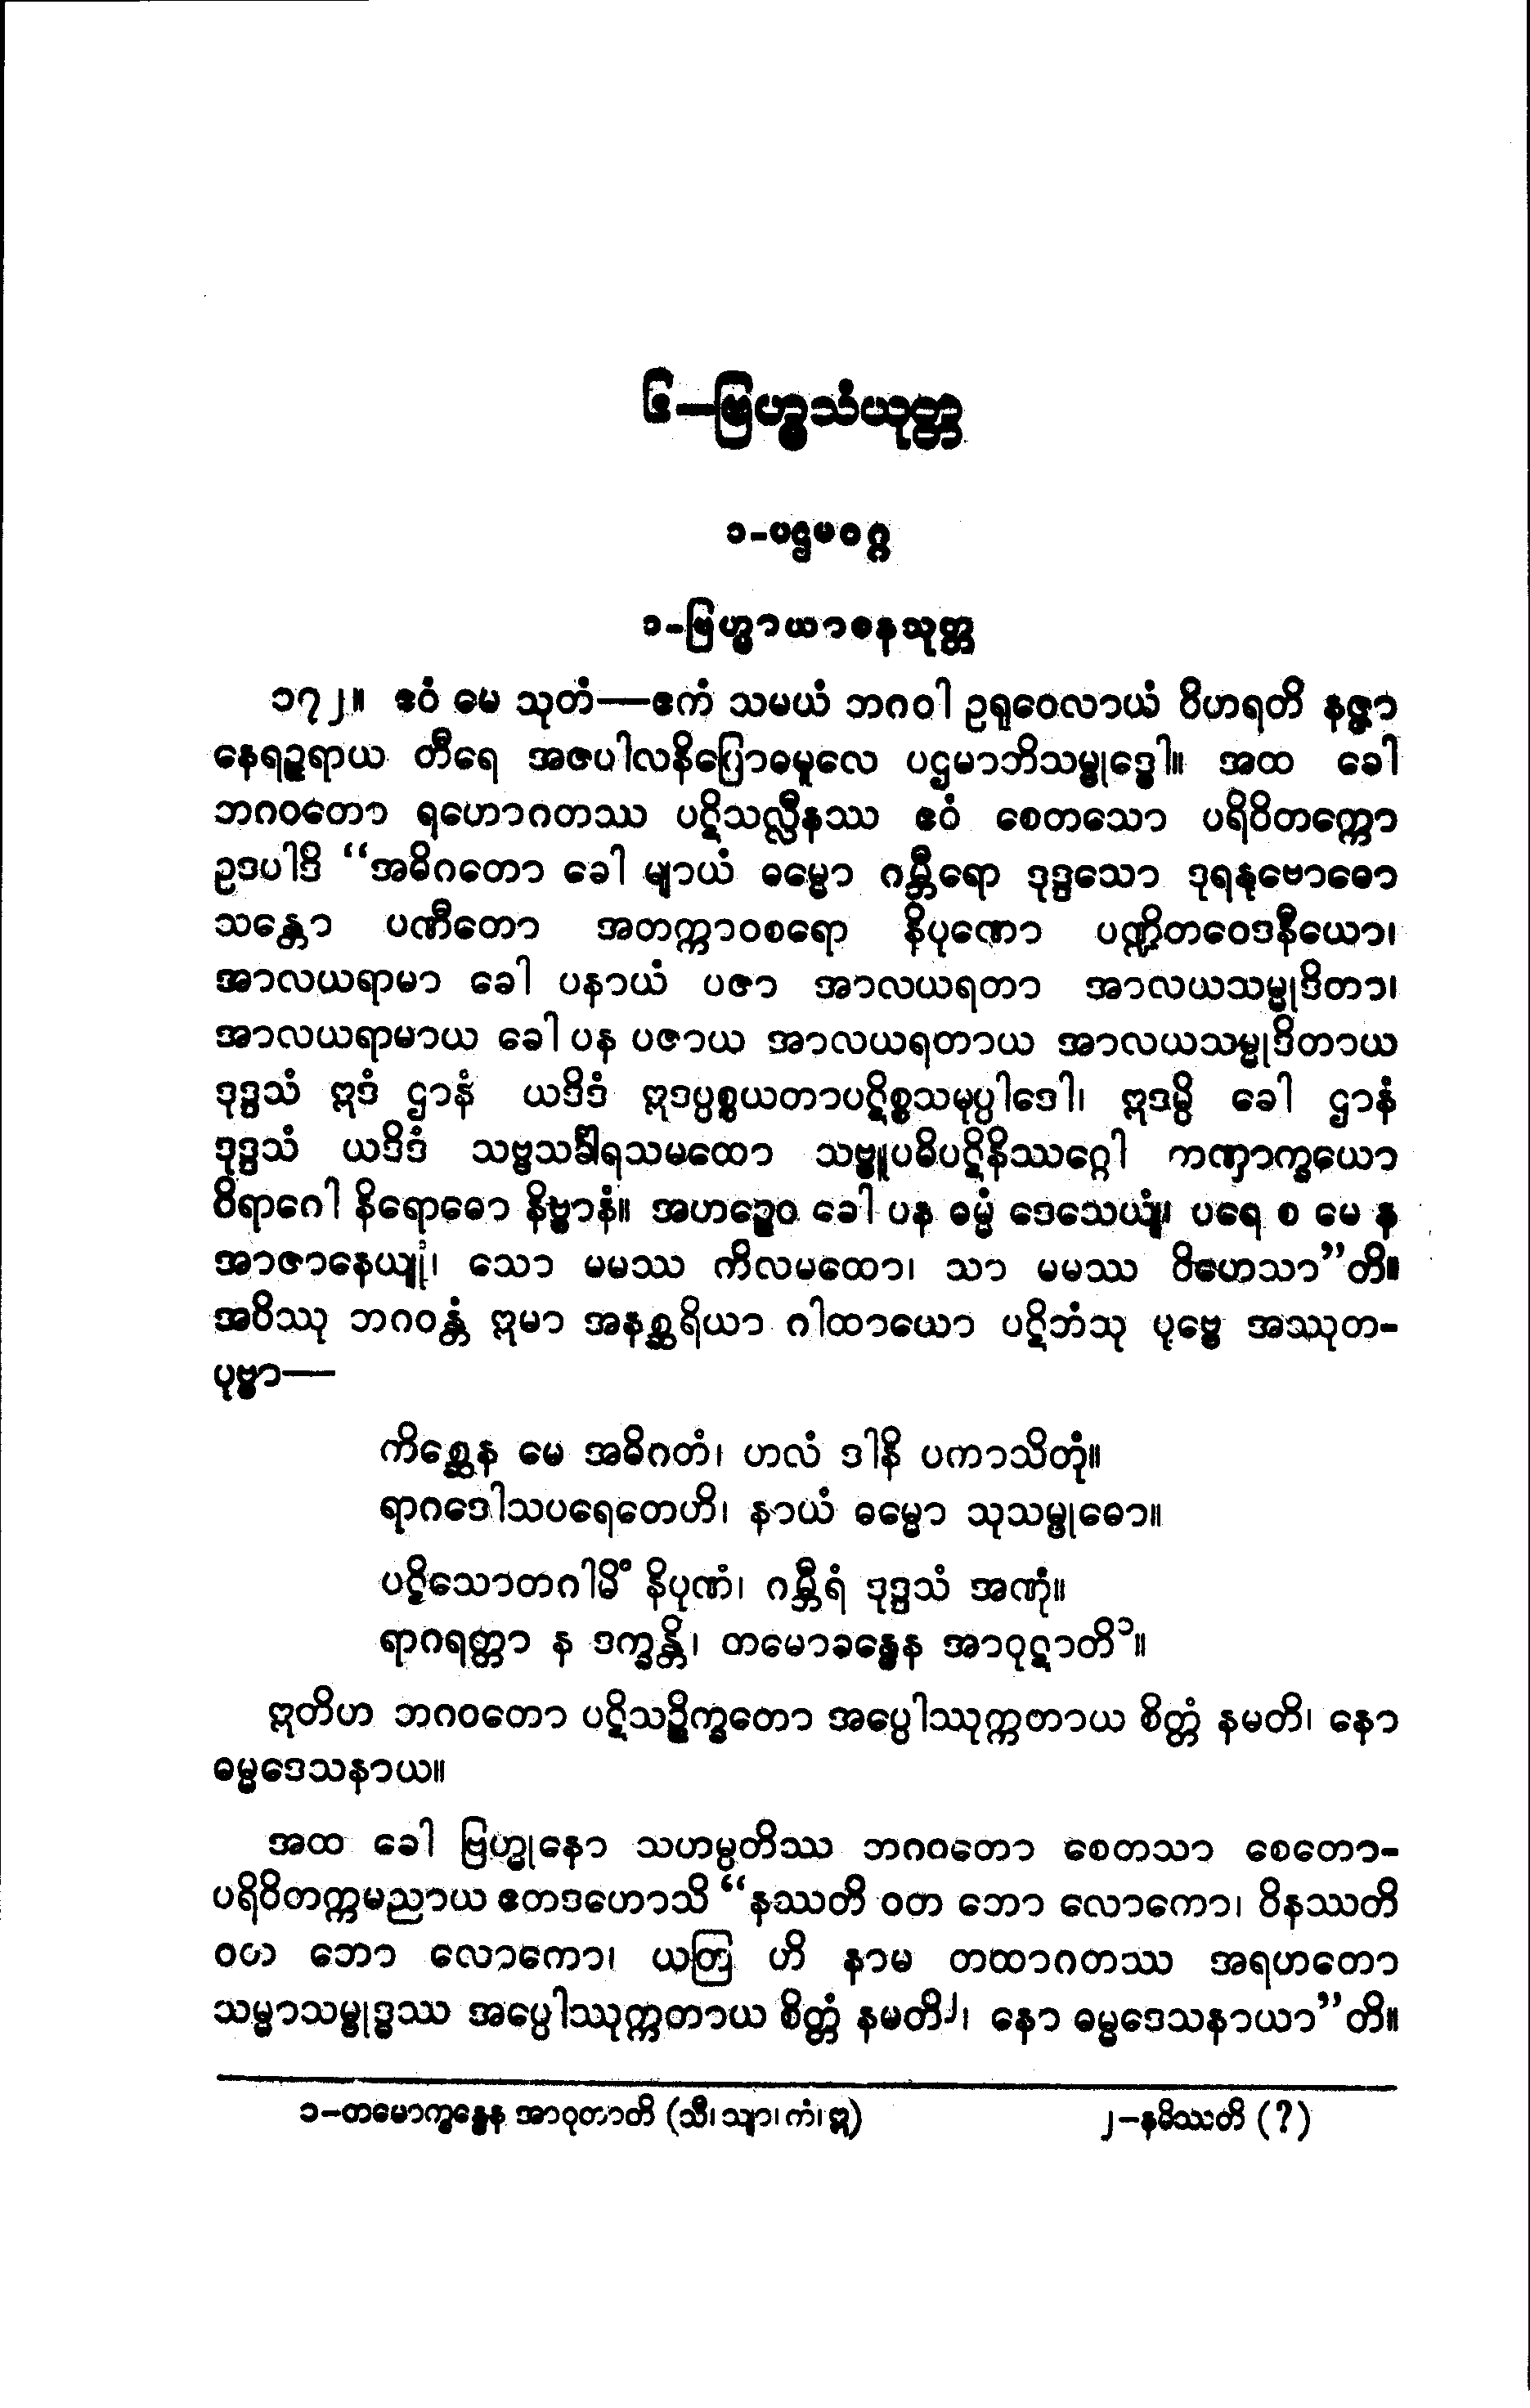 ၆—ဗြဟ္မသံယုတ္တ
၁-ပဌမဝဂ္ဂ
၁-ဗြဟ္မာယာစနသုတ္တ
၁၇၂။ ဧဝံ မေ သုတံ—ဧကံ သမယံ ဘဂဝါ ဥရုဝေလာယံ ဝိဟရတိ နဇ္ဇာ
နေရဉ္ဇရာယ တီရေ အဇပါလနိဂြောဓမူလေ ပဌမာဘိသမ္ဗုဒ္ဓေါ။ အထ ခေါ
ဘဂဝတော ရဟောဂတဿ ပဋိသလ္လီနဿ ဧဝံ စေတသော ပရိဝိတက္ကော
ဥဒပါဒိ “အဓိဂတော ခေါ မျာယံ ဓမ္မော ဂမ္ဘီရော ဒုဒ္ဒသော ဒုရနုဗောဓော
သန္တော ပဏီတော အတက္ကာဝစရော နိပုဏော ပဏ္ဍိတဝေဒနီယော၊
အာလယရာမာ ခေါ ပနာယံ ပဇာ အာလယရတာ အာလယသမ္မုဒိတာ၊
အာလယရာမာယ ခေါ ပန ပဇာယ အာလယရတာယ အာလယသမ္မုဒိတာယ
ဒုဒ္ဒသံ ဣဒံ ဌာနံ ယဒိဒံ ဣဒပ္ပစ္စယတာပဋိစ္စသမုပ္ပါဒေါ၊ ဣဒမ္ပိ ခေါ ဌာနံ
ဒုဒ္ဒသံ ယဒိဒံ သဗ္ဗသင်္ခါရသမထော သဗ္ဗူပဓိပဋိနိဿဂ္ဂေါ တဏှာက္ခယော
ဝိရာဂေါ နိရောဓော နိဗ္ဗာနံ။ အဟဉ္စေဝ ခေါ ပန ဓမ္မံ ဒေသေယျံ၊ ပရေ စ မေ န
အာဇာနေယျုံ၊ သော မမဿ ကိလမထော၊ သာ မမဿ ဝိဟေသာ”တိ။
အပိဿု ဘဂဝန္တံ ဣမာ အနစ္ဆရိယာ ဂါထာယော ပဋိဘံသု ပုဗ္ဗေ အဿုတ-
ပုဗ္ဗာ—
ကိစ္ဆေန မေ အဓိဂတံ၊ ဟလံ ဒါနိ ပကာသိတုံ။
ရာဂဒေါသပရေတေဟိ၊ နာယံ ဓမ္မော သုသမ္ဗုဓော။
ပဋိသောတဂါမိံ နိပုဏံ၊ ဂမ္ဘီရံ ဒုဒ္ဒသံ အဏုံ။
ရာဂရတ္တာ န ဒက္ခန္တိ၊ တမောခန္ဓေန အာဝုဋာတိ၁။
ဣတိဟ ဘဂဝတော ပဋိသဉ္စိက္ခတော အပ္ပေါဿုက္ကတာယ စိတ္တံ နမတိ၊ နော
ဓမ္မဒေသနာယ။
အထ ခေါ ဗြဟ္မုနော သဟမ္ပတိဿ ဘဂဝတော စေတသာ စေတော-
ပရိဝိတက္ကမညာယ ဧတဒဟောသိ “နဿတိ ဝတ ဘော လောကော၊ ဝိနဿတိ
ဝတ ဘော လောကော၊ ယတြ ဟိ နာမ တထာဂတဿ အရဟတော
သမ္မာသမ္ဗုဒ္ဓဿ အပ္ပေါဿုက္ကတာယ စိတ္တံ နမတိ၂၊ နော ဓမ္မဒေသနာယာ”တိ။
၁-တမောက္ခန္ဓေန အာဝုတာတိ (သီ၊ သျာ၊ ကံ၊ ဣ) ၂-နမိဿတိ (?)